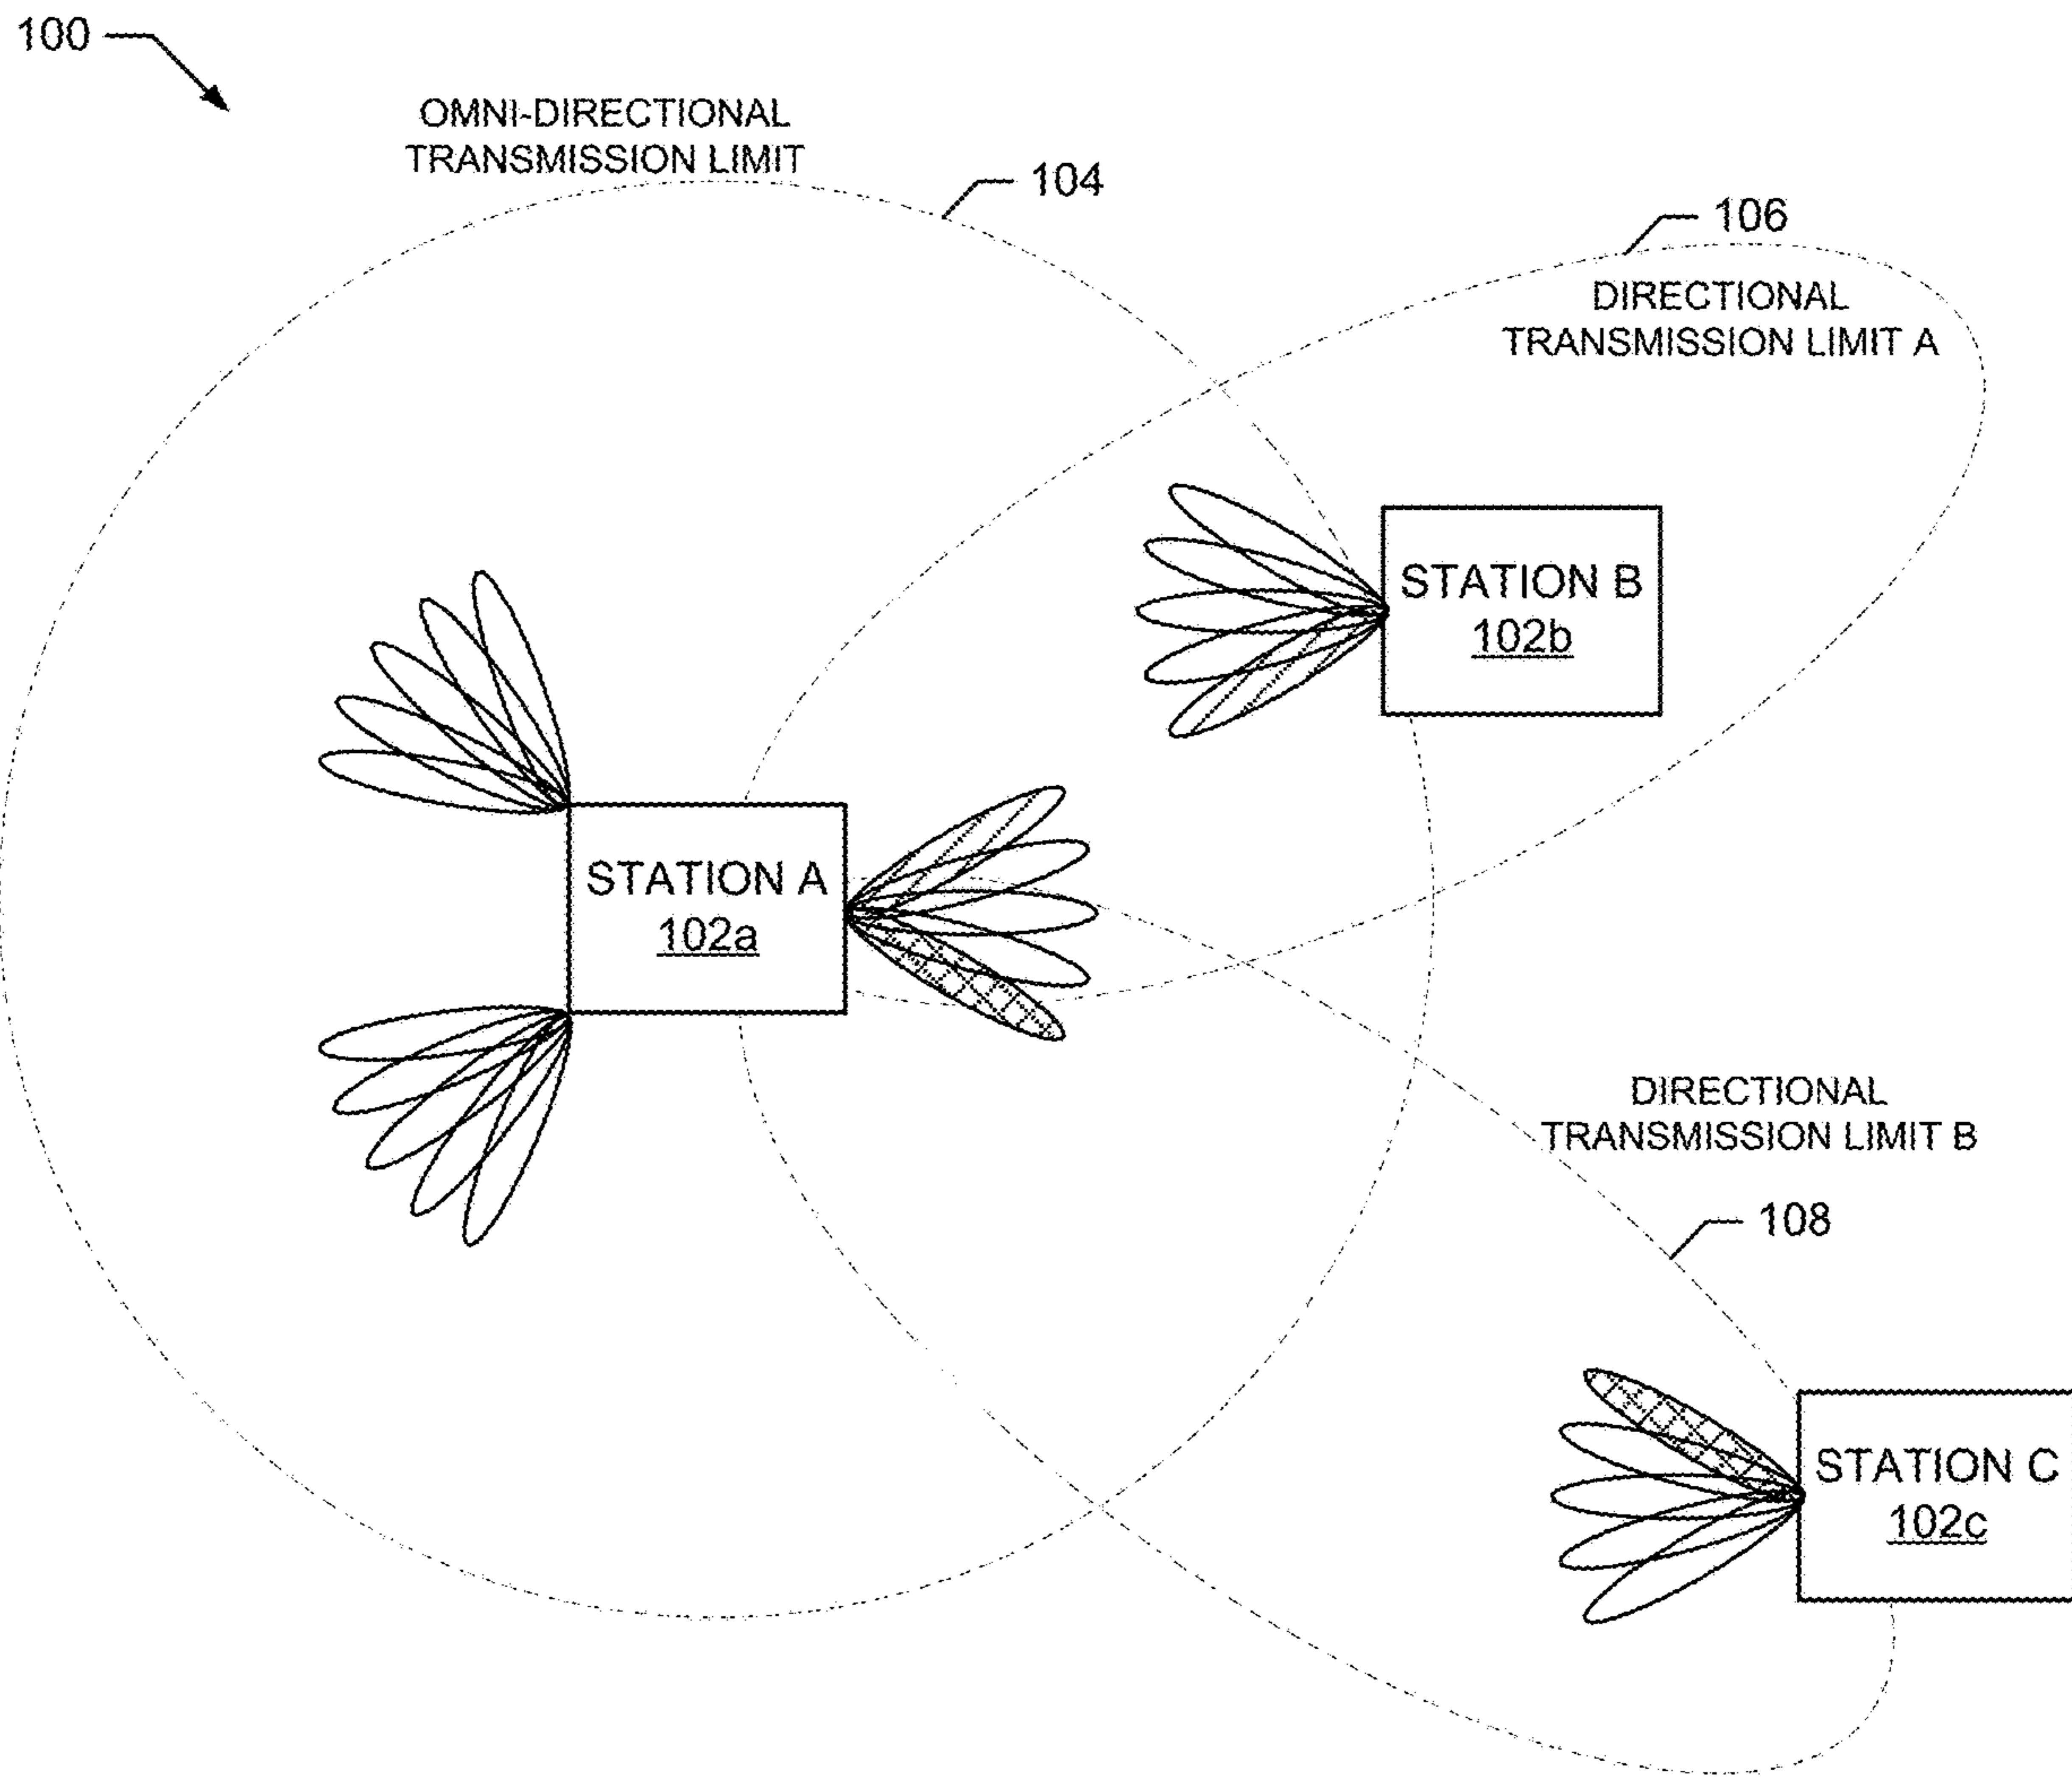 100
OMNI-DIRECTIONAL
TRANSMISSION LIMIT
104
106
DIRECTIONAL
TRANSMISSION LIMIT A
STATION B
102b
STATION A
102a
DIRECTIONAL
TRANSMISSION LIMIT B
108
STATION C
102c